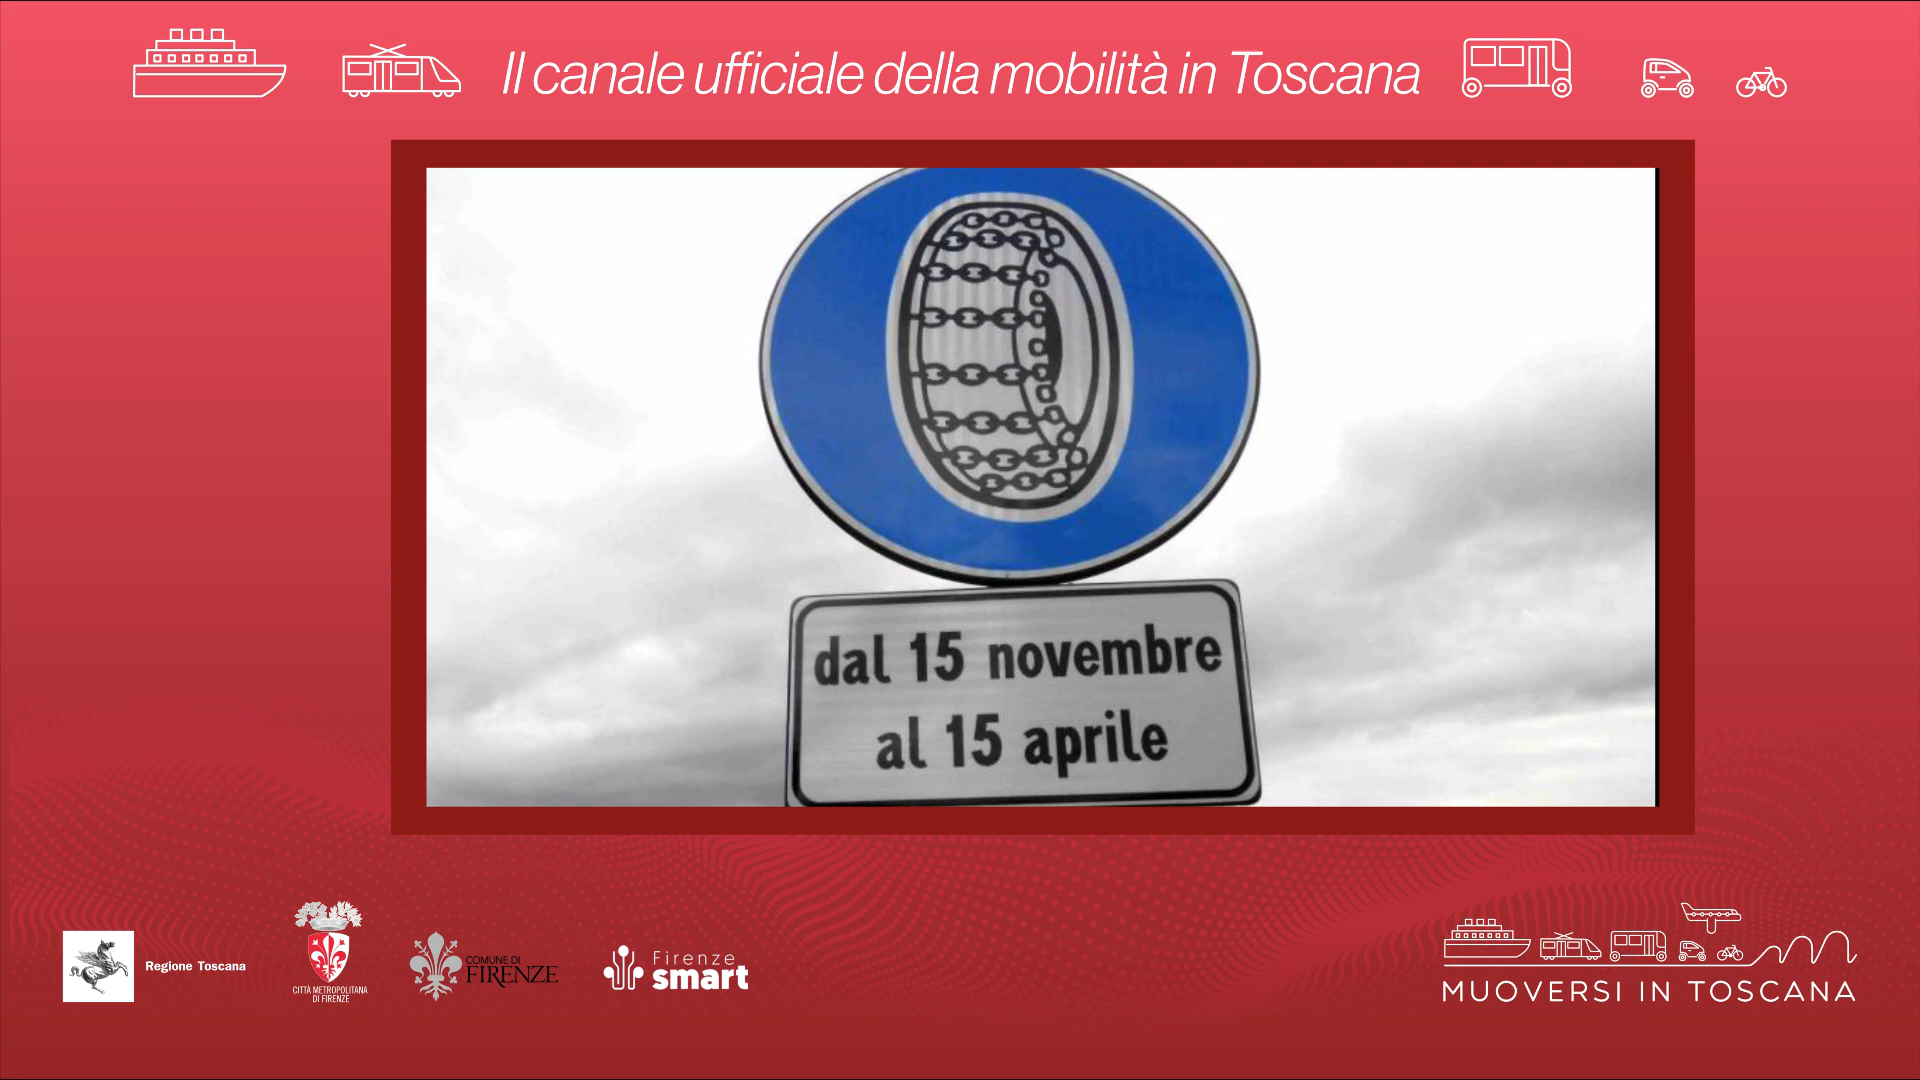 Il canale ufficiale della mobilità in Toscana
dal 15 novembre
al 15 aprile
Regione Toscana
CITTÀ METROPOLITANA
DI FIRENZE
COMUNE DI
FIRENZE
Firenze
smart
MUOVERSI IN TOSCANA